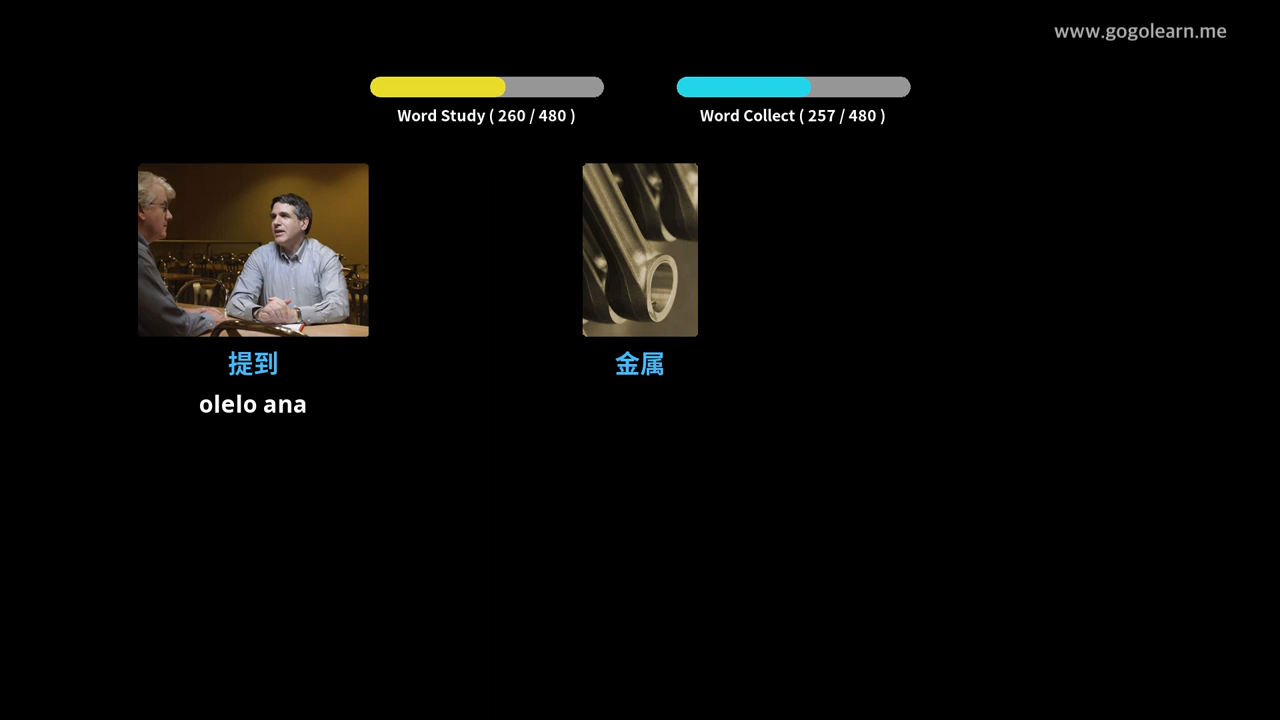 www.gogolearn.me
Word Study ( 260 / 480 )
Word Collect ( 257 / 480 )
提到
金属
olelo ana